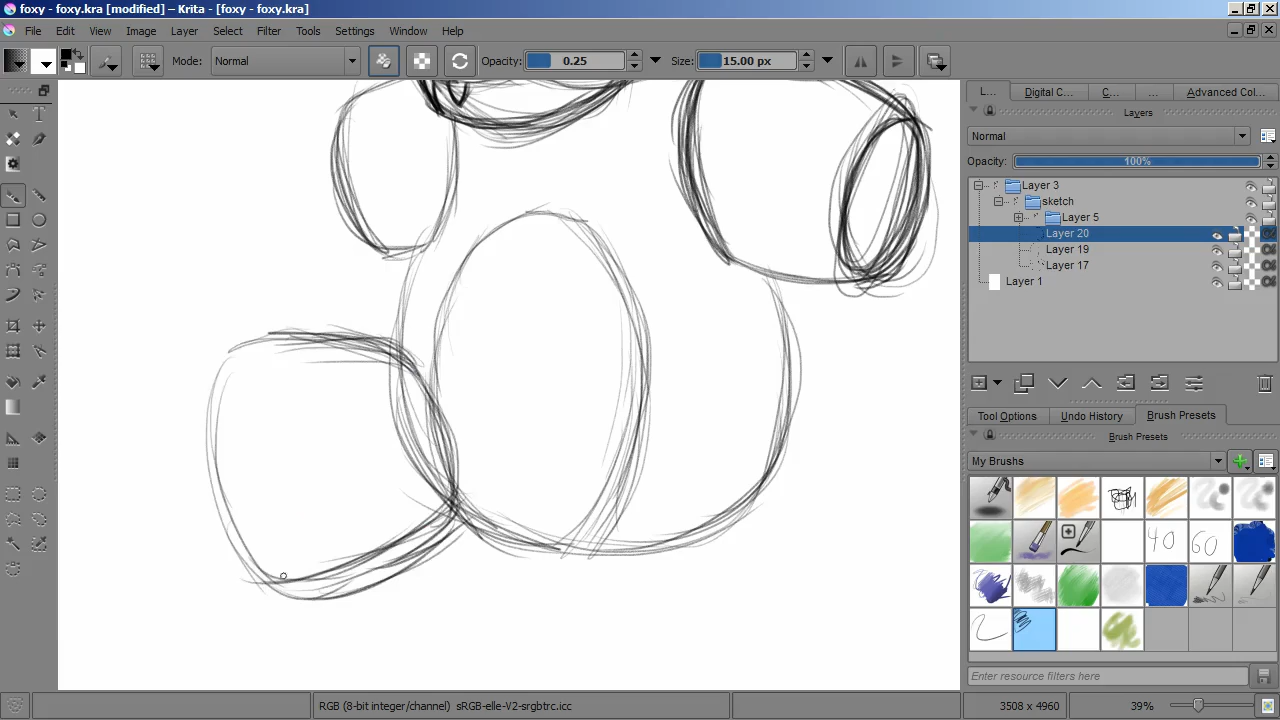 foxy - foxy.kra [modified] – Krita - [foxy - foxy.kra]
File Edit View Image Layer Select Filter Tools Settings Window Help
Mode: Normal Opacity: 0.25 Size: 15.00 px
L... Digital C... C... ... Advanced Col...
Layers
Normal
Opacity: 100%
Layer 3
sketch
Layer 5
Layer 20
Layer 19
Layer 17
Layer 1
Tool Options Undo History Brush Presets
Brush Presets
My Brushes
40 60
Enter resource filters here
RGB (8-bit integer/channel) sRGB-elle-V2-srgbtrc.icc
3508 x 4960 39%